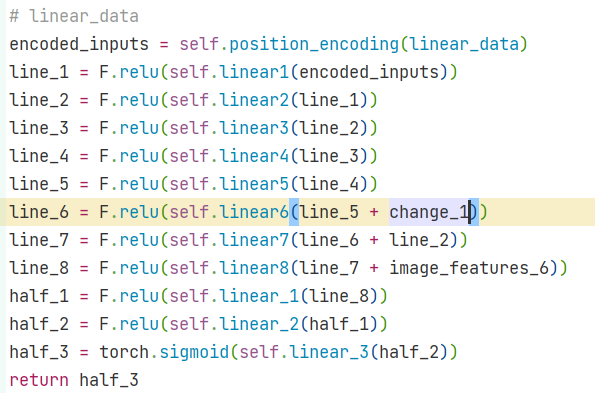 # linear_data
encoded_inputs = self.position_encoding(linear_data)
line_1 = F.relu(self.linear1(encoded_inputs))
line_2 = F.relu(self.linear2(line_1))
line_3 = F.relu(self.linear3(line_2))
line_4 = F.relu(self.linear4(line_3))
line_5 = F.relu(self.linear5(line_4))
line_6 = F.relu(self.linear6(line_5 + change_1))
line_7 = F.relu(self.linear7(line_6 + line_2))
line_8 = F.relu(self.linear8(line_7 + image_features_6))
half_1 = F.relu(self.linear_1(line_8))
half_2 = F.relu(self.linear_2(half_1))
half_3 = torch.sigmoid(self.linear_3(half_2))
return half_3